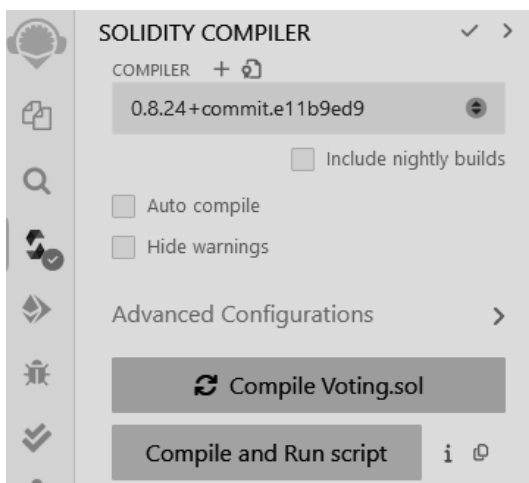 SOLIDITY COMPILER
COMPILER
0.8.24+commit.e11b9ed9
Include nightly builds
Auto compile
Hide warnings
Advanced Configurations
Compile Voting.sol
Compile and Run script